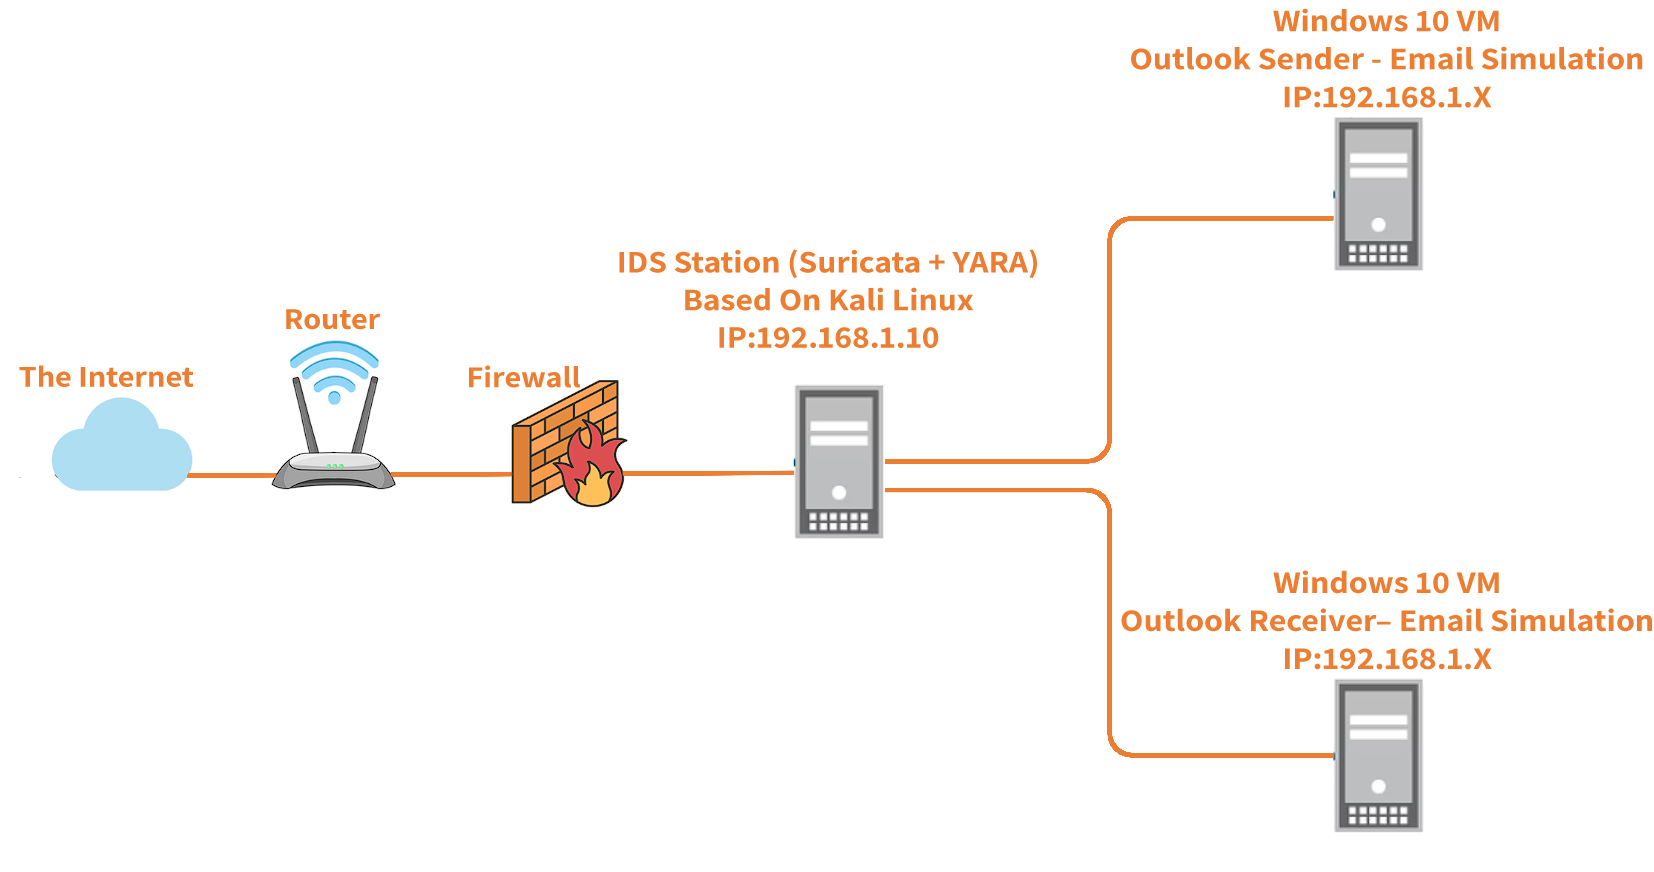 Windows 10 VM
Outlook Sender - Email Simulation
IP:192.168.1.X
IDS Station (Suricata + YARA)
Based On Kali Linux
IP:192.168.1.10
Router
The Internet
Firewall
Windows 10 VM
Outlook Receiver– Email Simulation
IP:192.168.1.X